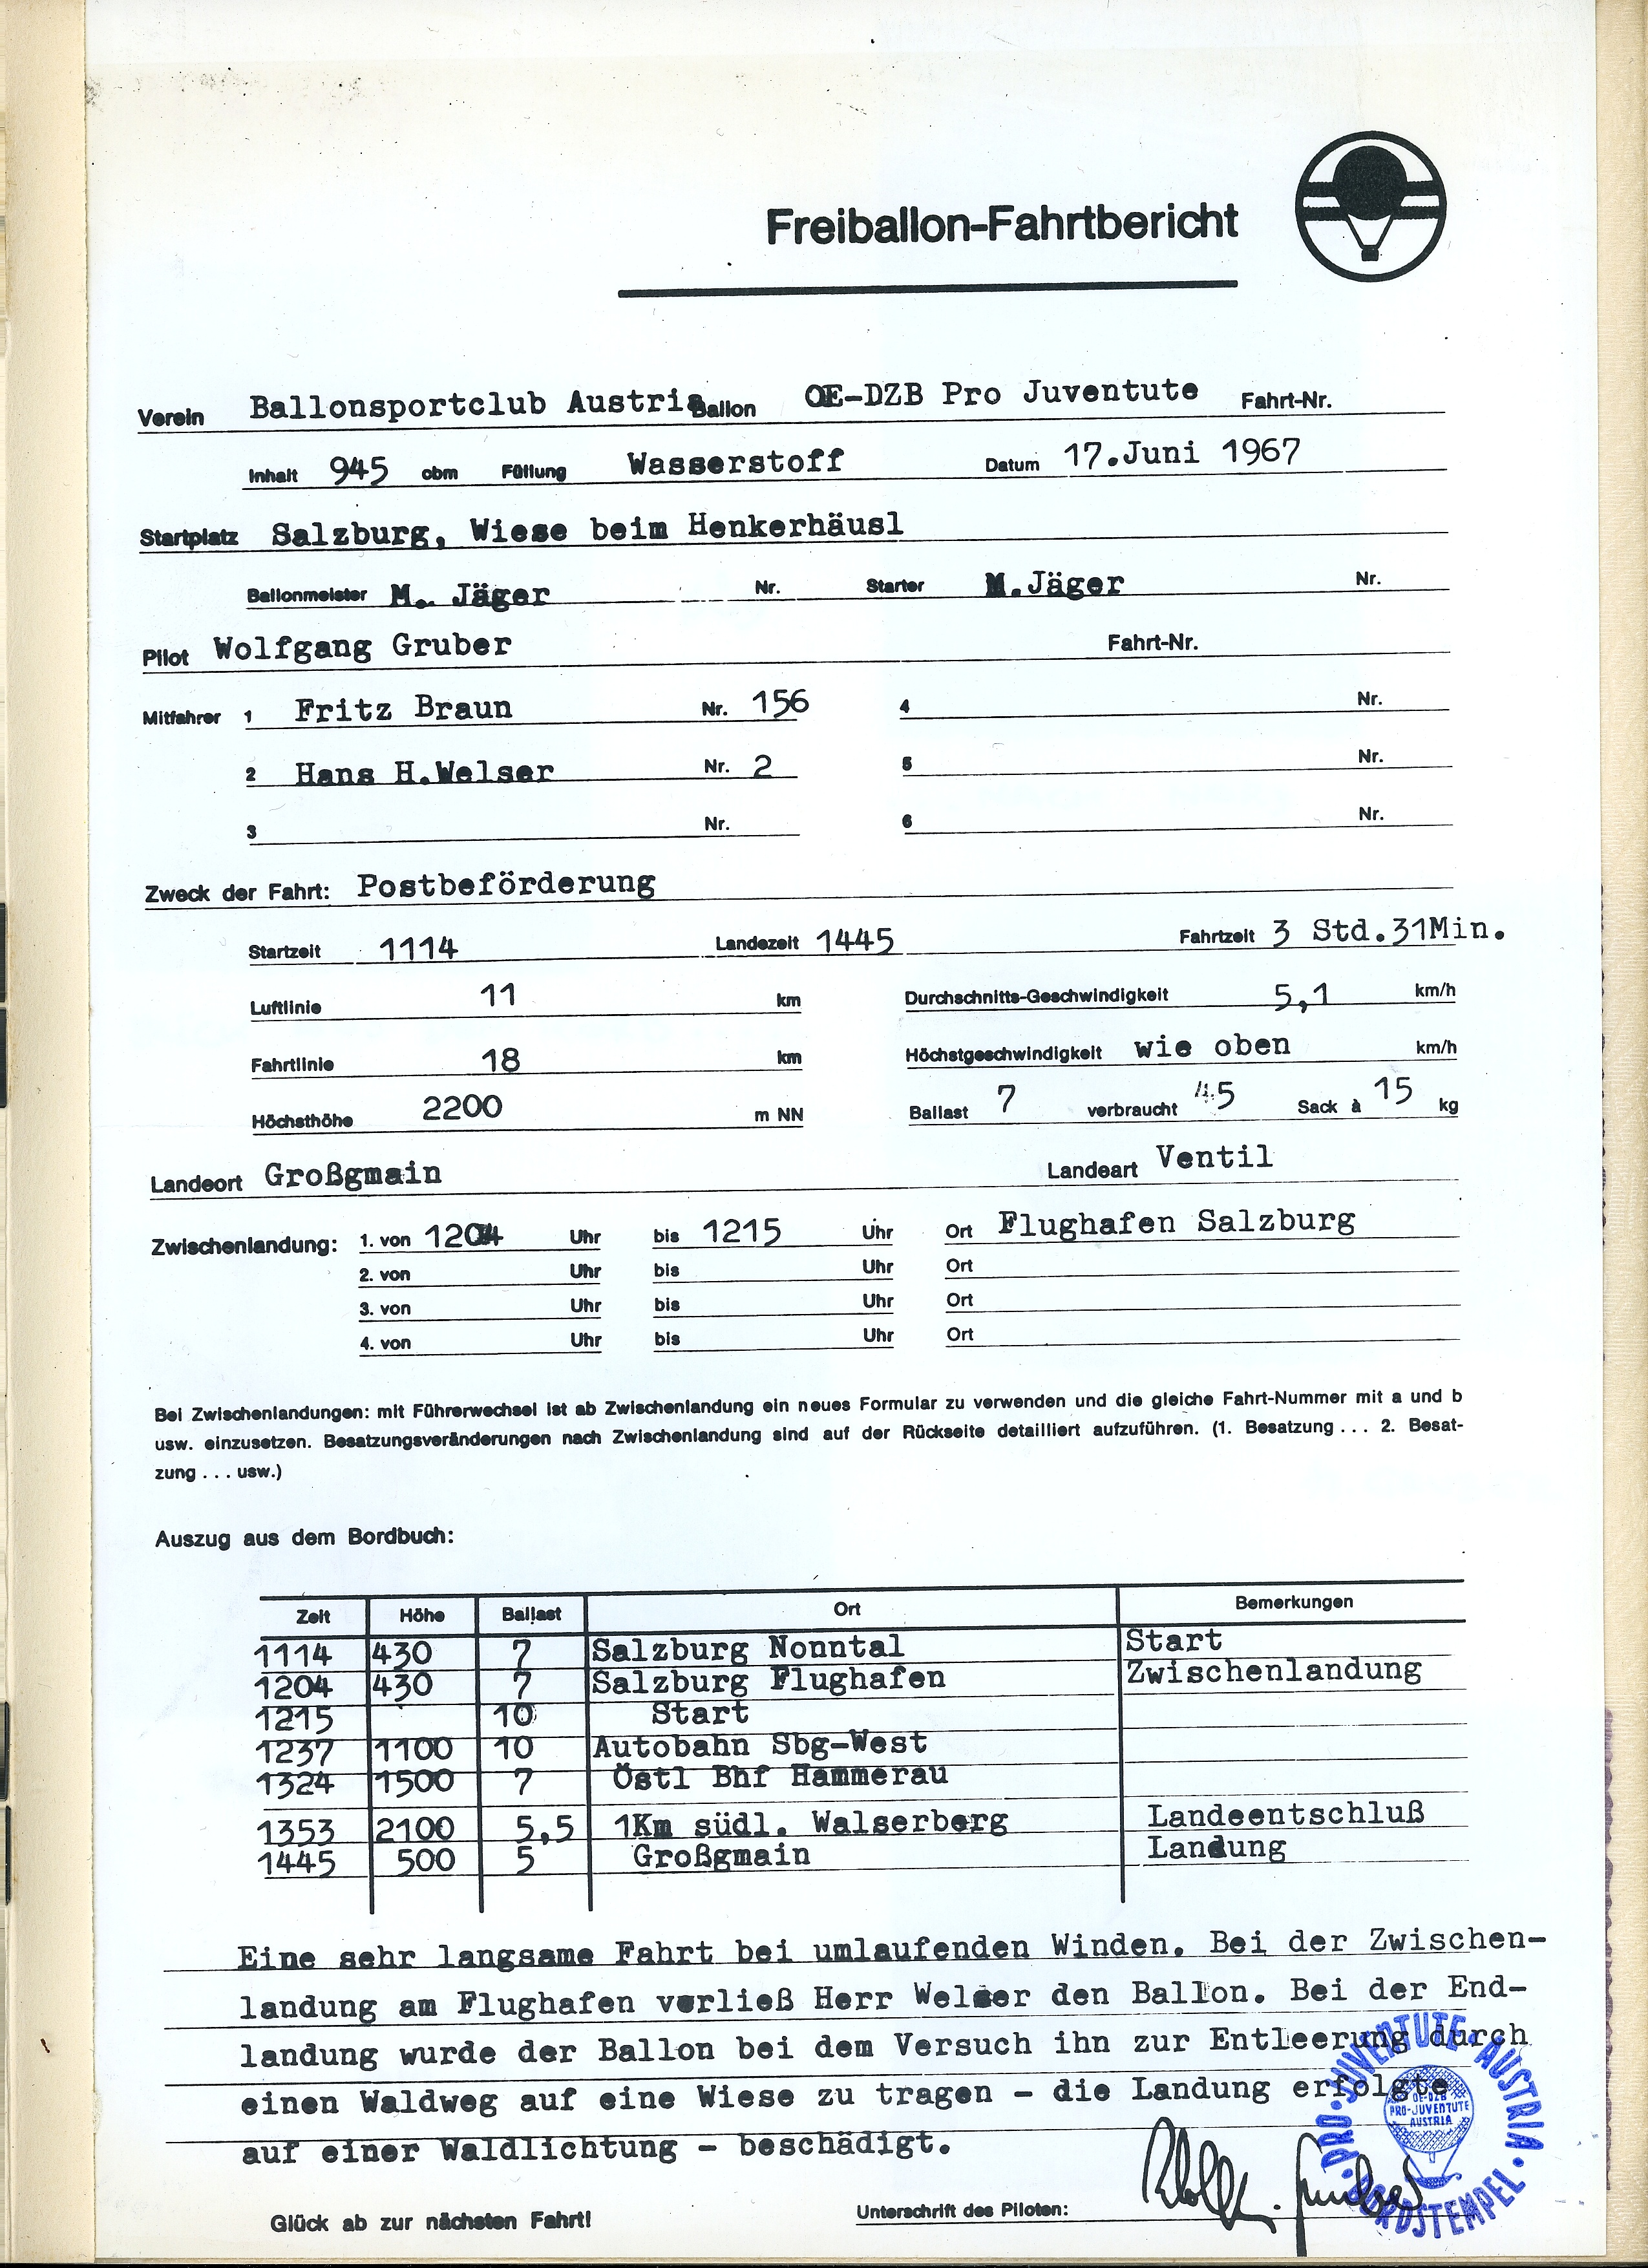 Freiballon-Fahrtbericht
Verein Ballonsportclub Austria Ballon OE-DZB Pro Juventute Fahrt-Nr.
Inhalt 945 cbm Füllung Wasserstoff Datum 17.Juni 1967
Startplatz Salzburg, Wiese beim Henkerhäusl
Ballonmeister M. Jäger Nr. Starter M.Jäger Nr.
Pilot Wolfgang Gruber Fahrt-Nr.
Mitfahrer 1 Fritz Braun Nr. 156 4 Nr.
2 Hans H.Welser Nr. 2 5 Nr.
3 Nr. 6 Nr.
Zweck der Fahrt: Postbeförderung
Startzeit 1114 Landezeit 1445 Fahrtzeit 3 Std.31Min.
Luftlinie 11 km Durchschnitts-Geschwindigkeit 5,1 km/h
Fahrtlinie 18 km Höchstgeschwindigkeit wie oben km/h
Höchsthöhe 2200 m NN Ballast 7 verbraucht 4.5 Sack à 15 kg
Landeort Großgmain Landeart Ventil
Zwischenlandung: 1. von 1204 Uhr bis 1215 Uhr Ort Flughafen Salzburg
2. von Uhr bis Uhr Ort
3. von Uhr bis Uhr Ort
4. von Uhr bis Uhr Ort
Bei Zwischenlandungen: mit Führerwechsel ist ab Zwischenlandung ein neues Formular zu verwenden und die gleiche Fahrt-Nummer mit a und b
usw. einzusetzen. Besatzungsveränderungen nach Zwischenlandung sind auf der Rückseite detailliert aufzuführen. (1. Besatzung . . . 2. Besat-
zung . . . usw.)
Auszug aus dem Bordbuch:
Zeit Höhe Ballast Ort Bemerkungen
1114 430 7 Salzburg Nonntal Start
1204 430 7 Salzburg Flughafen Zwischenlandung
1215 10 Start
1237 1100 10 Autobahn Sbg-West
1324 1500 7 Östl Bhf Hammerau
1353 2100 5,5 1Km südl. Walserberg Landeentschluß
1445 500 5 Großgmain Landung
Eine sehr langsame Fahrt bei umlaufenden Winden. Bei der Zwischen-
landung am Flughafen verließ Herr Welser den Ballon. Bei der End-
landung wurde der Ballon bei dem Versuch ihn zur Entleerung durch
einen Waldweg auf eine Wiese zu tragen - die Landung erfolgte
auf einer Waldlichtung - beschädigt.
PRO-JUVENTUTE-AUSTRIA
OE-DZB
PRO-JUVENTUTE
AUSTRIA
BORDSTEMPEL
Glück ab zur nächsten Fahrt! Unterschrift des Piloten: